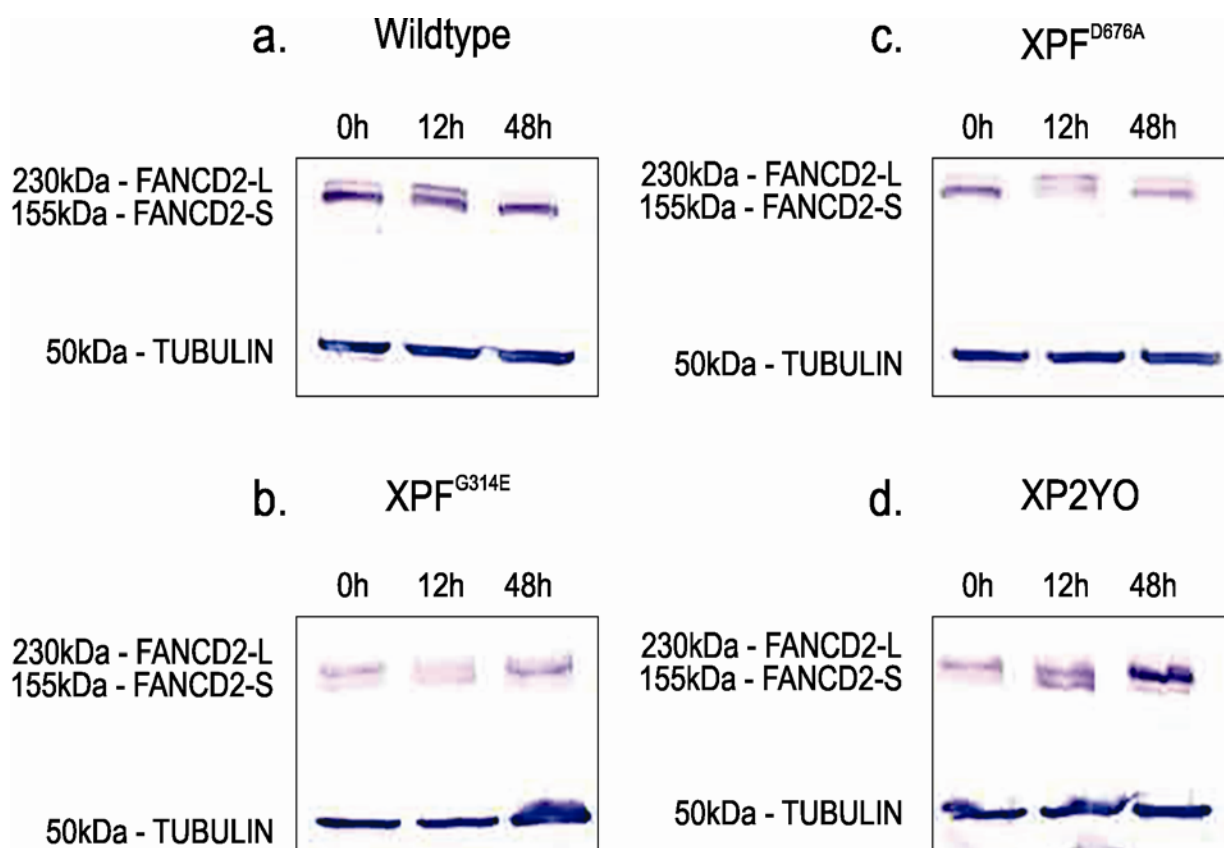 a. Wildtype
0h 12h 48h
230kDa - FANCD2-L
155kDa - FANCD2-S
50kDa - TUBULIN
c. XPF^D676A
0h 12h 48h
230kDa - FANCD2-L
155kDa - FANCD2-S
50kDa - TUBULIN
b. XPF^G314E
0h 12h 48h
230kDa - FANCD2-L
155kDa - FANCD2-S
50kDa - TUBULIN
d. XP2YO
0h 12h 48h
230kDa - FANCD2-L
155kDa - FANCD2-S
50kDa - TUBULIN